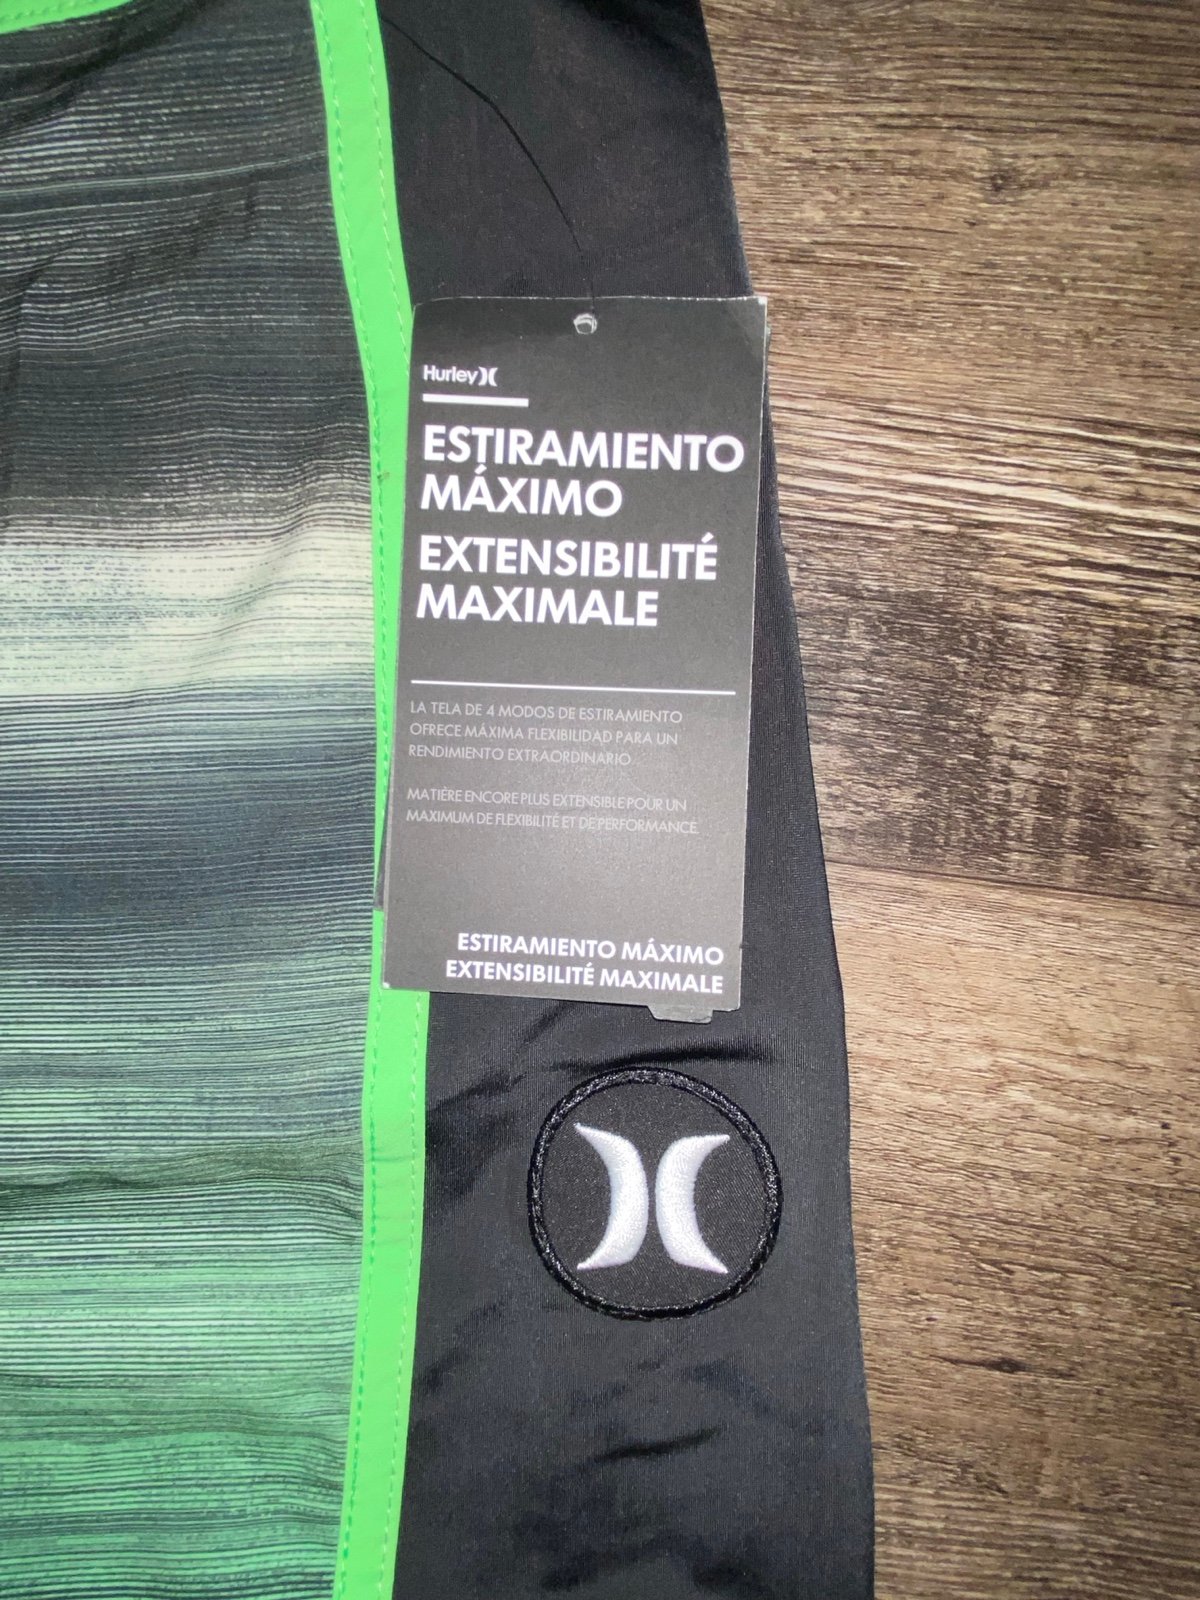 Hurley
ESTIRAMIENTO
MÁXIMO
EXTENSIBILITÉ
MAXIMALE
LA TELA DE 4 MODOS DE ESTIRAMIENTO
OFRECE MÁXIMA FLEXIBILIDAD PARA UN
RENDIMIENTO EXTRAORDINARIO
MATIÈRE ENCORE PLUS EXTENSIBLE POUR UN
MAXIMUM DE FLEXIBILITÉ ET DE PERFORMANCE.
ESTIRAMIENTO MÁXIMO
EXTENSIBILITÉ MAXIMALE